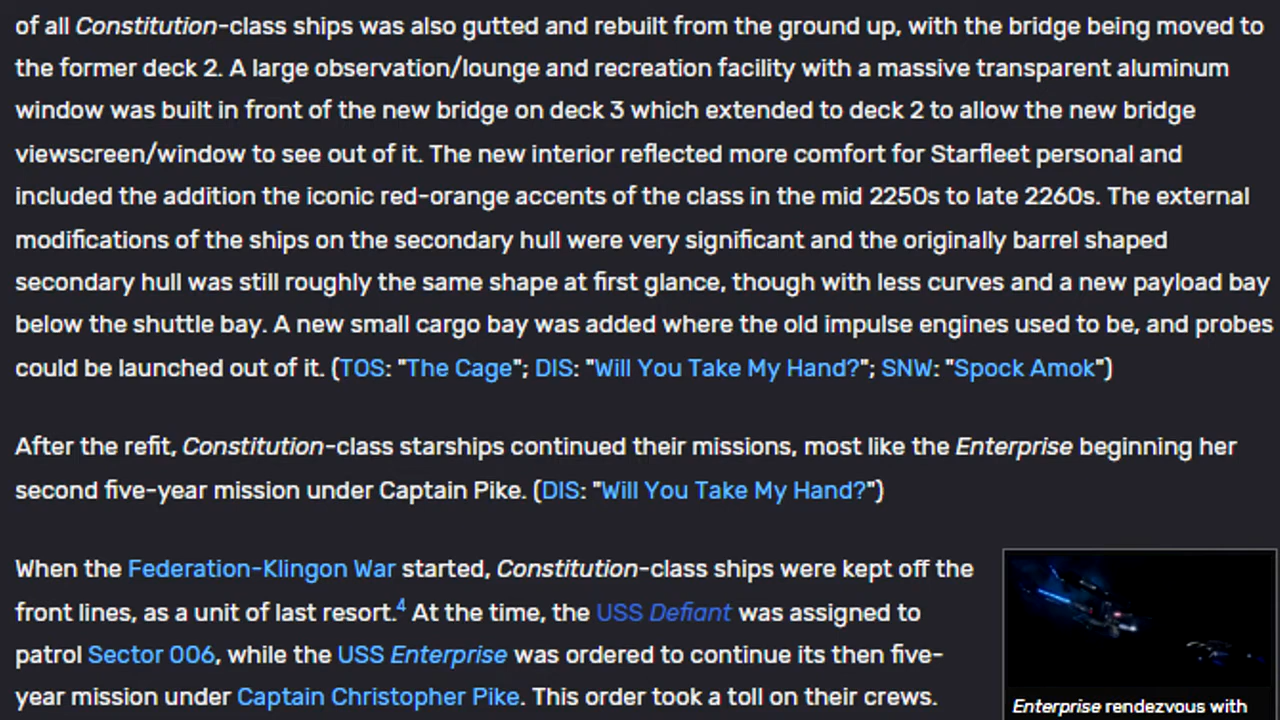 of all Constitution-class ships was also gutted and rebuilt from the ground up, with the bridge being moved to
the former deck 2. A large observation/lounge and recreation facility with a massive transparent aluminum
window was built in front of the new bridge on deck 3 which extended to deck 2 to allow the new bridge
viewscreen/window to see out of it. The new interior reflected more comfort for Starfleet personal and
included the addition the iconic red-orange accents of the class in the mid 2250s to late 2260s. The external
modifications of the ships on the secondary hull were very significant and the originally barrel shaped
secondary hull was still roughly the same shape at first glance, though with less curves and a new payload bay
below the shuttle bay. A new small cargo bay was added where the old impulse engines used to be, and probes
could be launched out of it. (TOS: "The Cage"; DIS: "Will You Take My Hand?"; SNW: "Spock Amok")
After the refit, Constitution-class starships continued their missions, most like the Enterprise beginning her
second five-year mission under Captain Pike. (DIS: "Will You Take My Hand?")
When the Federation-Klingon War started, Constitution-class ships were kept off the
front lines, as a unit of last resort.4 At the time, the USS Defiant was assigned to
patrol Sector 006, while the USS Enterprise was ordered to continue its then five-
year mission under Captain Christopher Pike. This order took a toll on their crews.
Enterprise rendezvous with